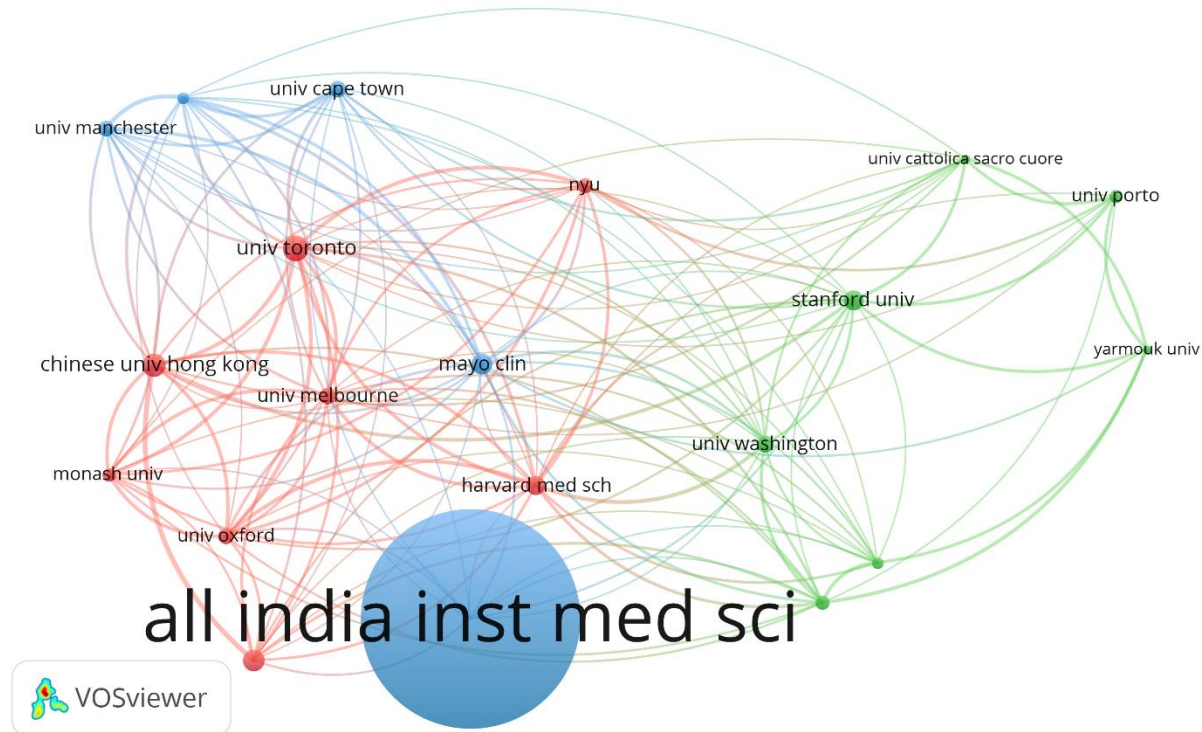 univ cape town
univ manchester
univ cattolica sacro cuore
nyu
univ porto
univ toronto
stanford univ
yarmouk univ
chinese univ hong kong
mayo clin
univ melbourne
univ washington
monash univ
harvard med sch
univ oxford
all india inst med sci
VOSviewer